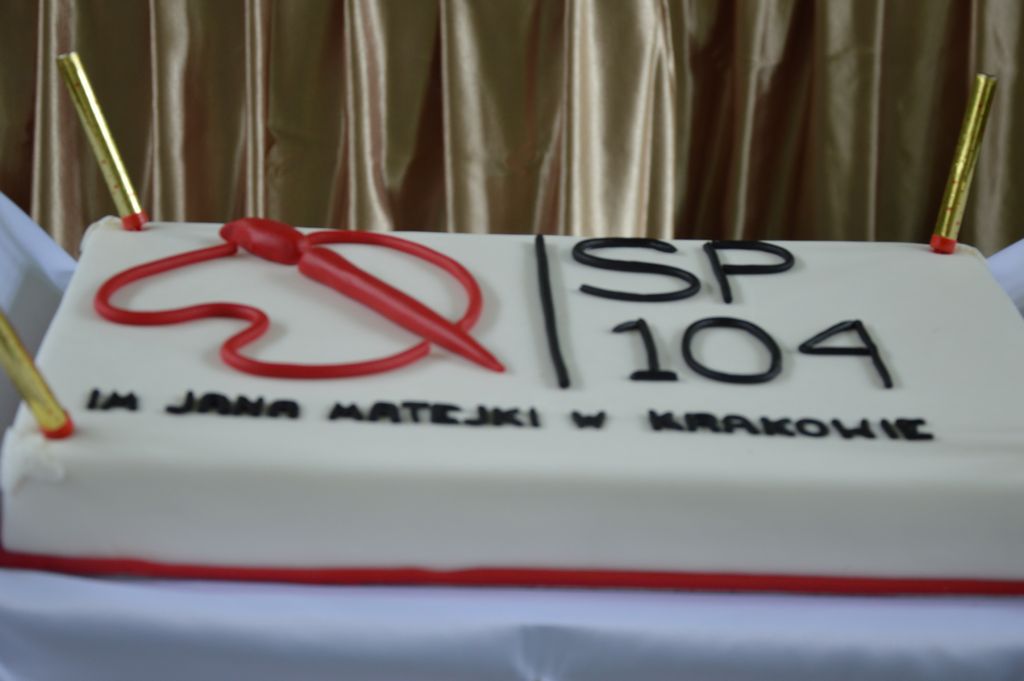 SP
104
IM JANA MATEJKI W KRAKOWIE